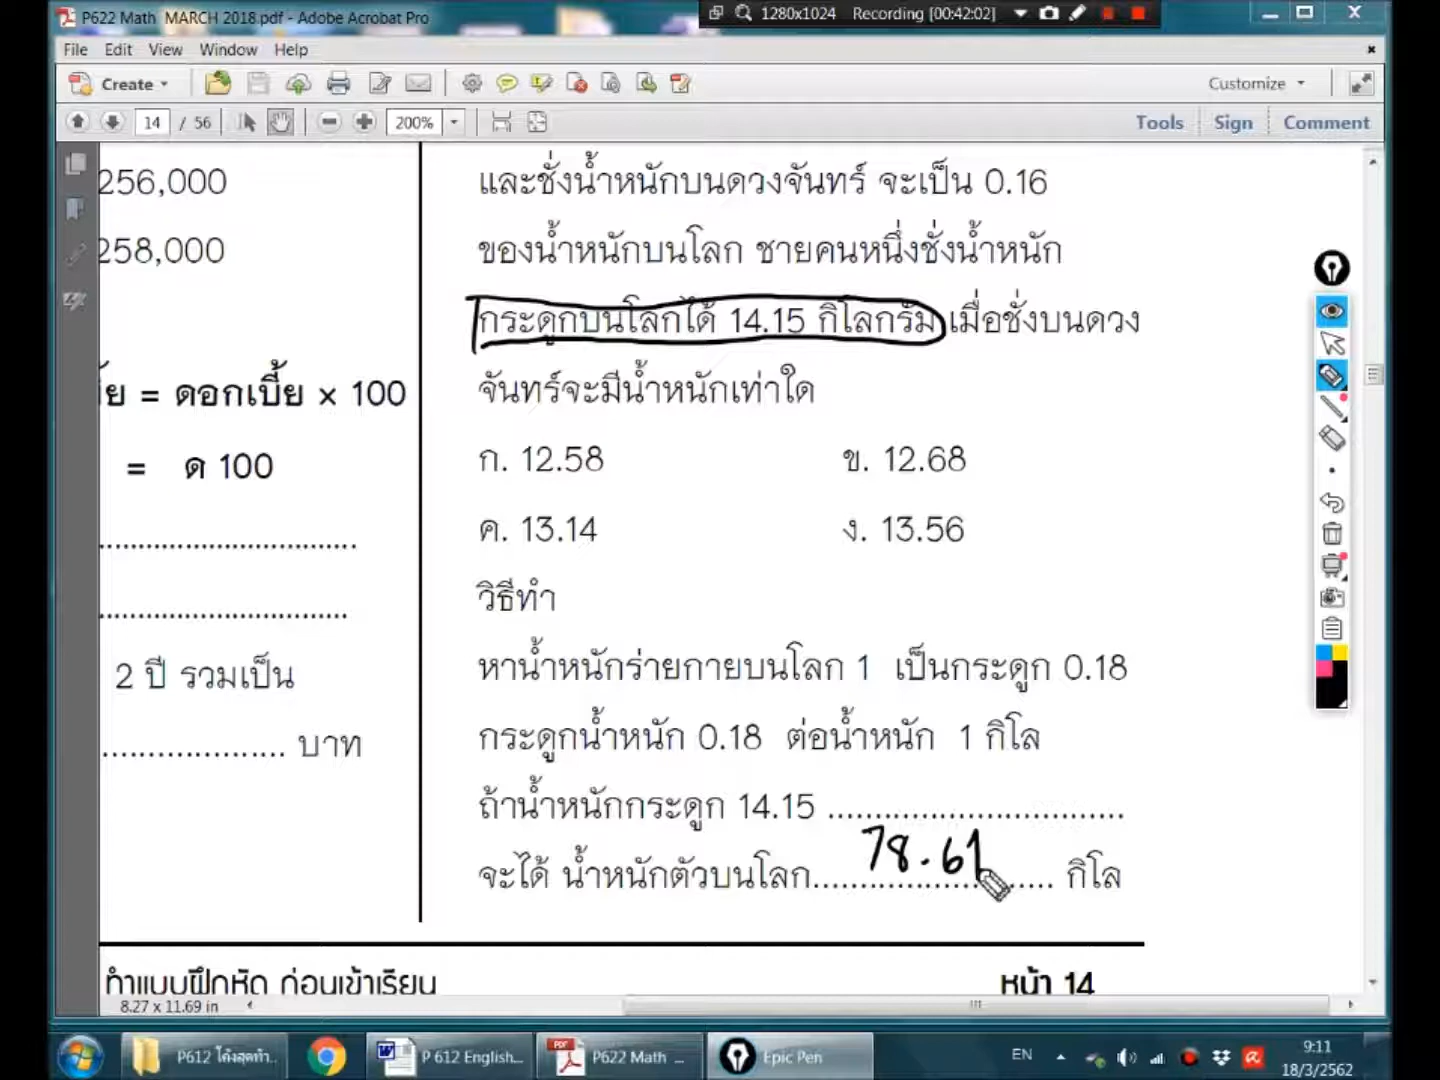 P622 Math  MARCH 2018.pdf - Adobe Acrobat Pro
1280x1024 Recording [00:42:02]
File Edit View Window Help
Create
Customize
14 / 56
200%
Tools Sign Comment
256,000
258,000
ัย = ดอกเบี้ย × 100
= ด 100
................................
................................
2 ปี รวมเป็น
.................... บาท
และชั่งน้ำหนักบนดวงจันทร์ จะเป็น 0.16
ของน้ำหนักบนโลก ชายคนหนึ่งชั่งน้ำหนัก
กระดูกบนโลกได้ 14.15 กิโลกรัม เมื่อชั่งบนดวง
จันทร์จะมีน้ำหนักเท่าใด
ก. 12.58 ข. 12.68
ค. 13.14 ง. 13.56
วิธีทำ
หาน้ำหนักร่ายกายบนโลก 1 เป็นกระดูก 0.18
กระดูกน้ำหนัก 0.18 ต่อน้ำหนัก 1 กิโล
ถ้าน้ำหนักกระดูก 14.15 ................................
78.61
จะได้ น้ำหนักตัวบนโลก.......................... กิโล
ทำแบบฝึกหัด ก่อนเข้าเรียน หน้า 14
8.27 x 11.69 in
P612 โค้งสุดท้า... P 612 English... P622 Math ... Epic Pen EN 9:11
18/3/2562